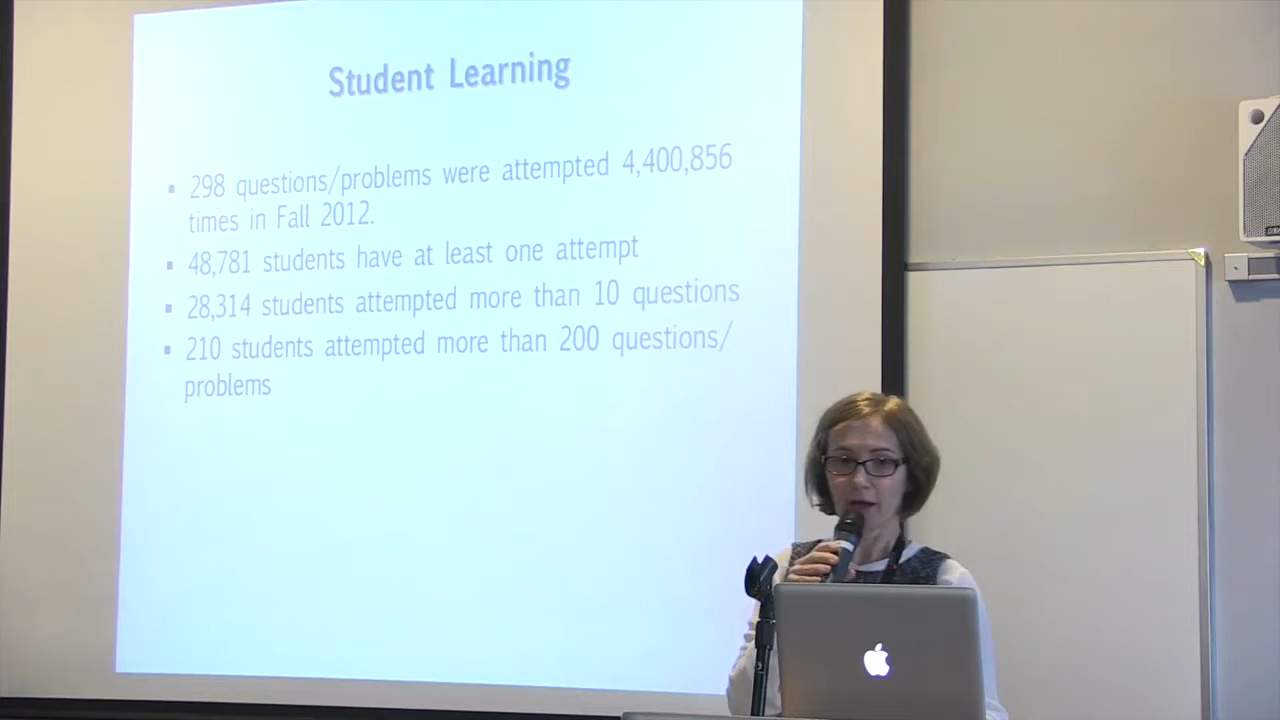 Student Learning
298 questions/problems were attempted 4,400,856
times in Fall 2012.
48,781 students have at least one attempt
28,314 students attempted more than 10 questions
210 students attempted more than 200 questions/
problems